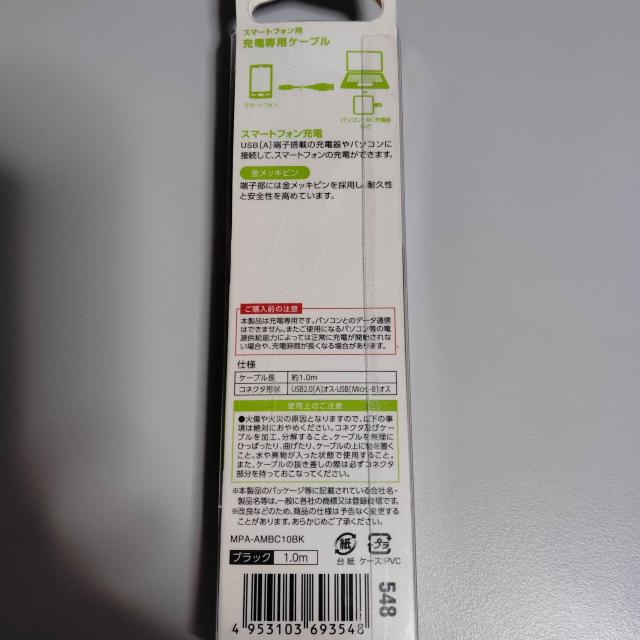 スマートフォン用
充電専用ケーブル
スマートフォン
パソコン・AC充電器
など
スマートフォン充電
USB[A]端子搭載の充電器やパソコンに
接続して、スマートフォンの充電ができます。
金メッキピン
端子部には金メッキピンを採用し、耐久性
と安全性を高めています。
ご購入前の注意
本製品は充電専用です。パソコンとのデータ通信
はできません。またご使用になるパソコン等の電
源供給能力によっては正常に充電が開始されな
い場合や、充電時間が長くなる場合があります。
仕様
ケーブル長 約1.0m
コネクタ形状 USB2.0[A]オス-USB[Micro-B]オス
使用上のご注意
●火傷や火災の原因となりますので、以下の事
項は絶対におやめください。コネクタ及びケー
ブルを加工、分解すること。ケーブルを無理に
ひっぱったり、曲げたり、ケーブルの上に物を置く
こと。水や異物が入った状態で使用すること。
また、ケーブルの抜き差しの際は必ずコネクタ
部分を持っておこなってください。
※本製品のパッケージ等に記載されている会社名・
製品名等は、一般に各社の商標又は登録商標です。
※改良などのため、商品の仕様は予告なく変更する
ことがあります。あらかじめご了承ください。
MPA-AMBC10BK
ブラック 1.0m
紙 プラ
台紙 ケース:PVC
548
4 953103 693548